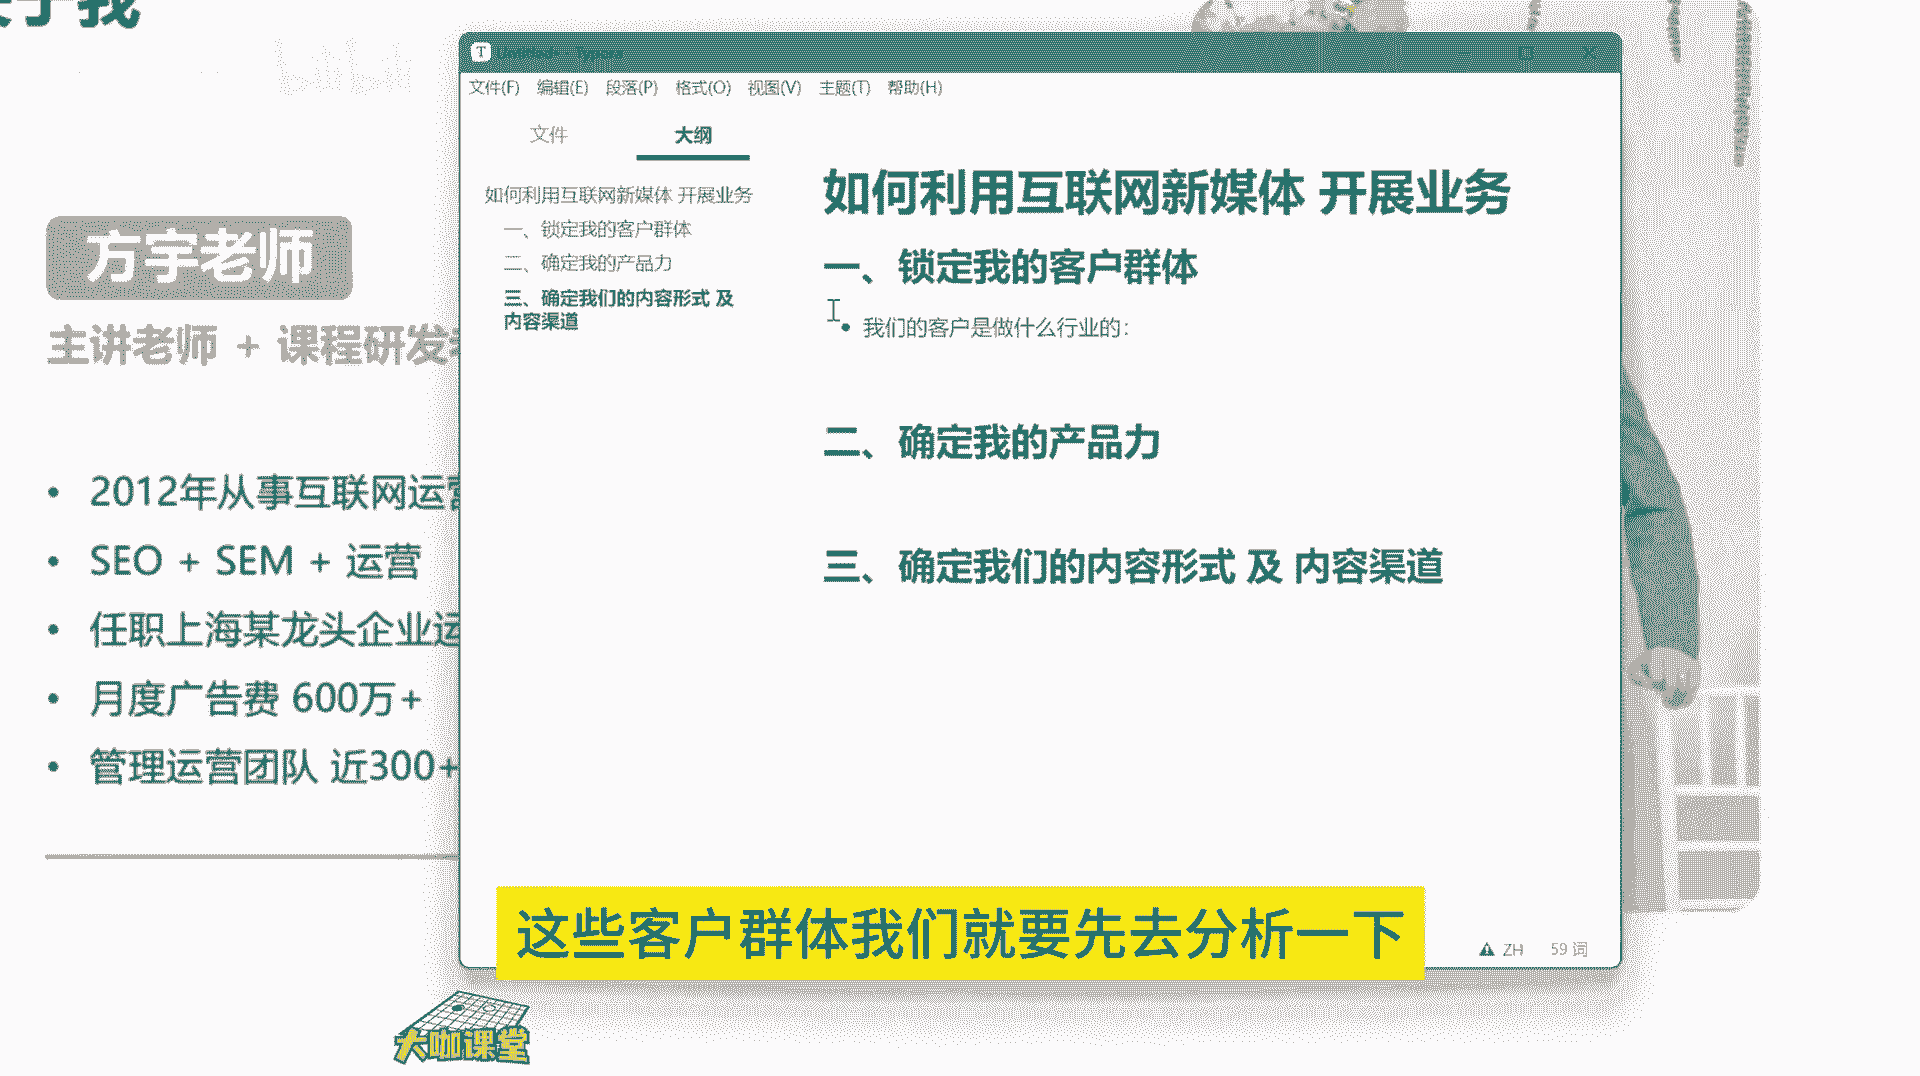 关于我
bilibili
方宇老师
主讲老师 + 课程研发
2012年从事互联网运营
SEO + SEM + 运营
任职上海某龙头企业运
月度广告费 600万+
管理运营团队 近300+
Untitled - Typora
文件(F) 编辑(E) 段落(P) 格式(O) 视图(V) 主题(T) 帮助(H)
文件 大纲
如何利用互联网新媒体 开展业务
一、锁定我的客户群体
二、确定我的产品力
三、确定我们的内容形式 及
内容渠道
如何利用互联网新媒体 开展业务
一、锁定我的客户群体
• 我们的客户是做什么行业的：
二、确定我的产品力
三、确定我们的内容形式 及 内容渠道
ZH 59 词
这些客户群体我们就要先去分析一下
大咖课堂